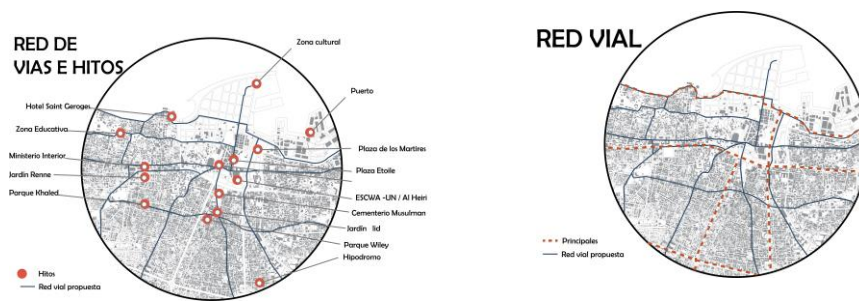 RED DE
VIAS E HITOS
Zona cultural
Puerto
Hotel Saint Geroges
Zona Educativa
Plaza de los Martires
Ministerio Interior
Plaza Etoile
Jardin Renne
Parque Khaled
ESCWA -UN / Al Heiri
Cementerio Musulman
Jardin lid
Parque Wiley
Hipodromo
Hitos
Red vial propuesta
RED VIAL
Principales
Red vial propuesta